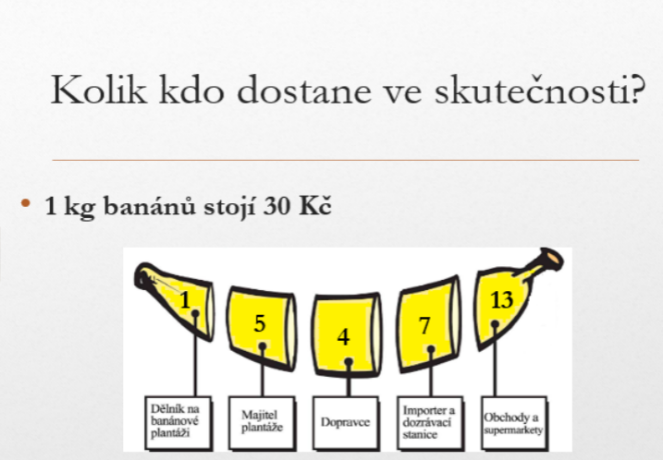 Kolik kdo dostane ve skutečnosti?
• 1 kg banánů stojí 30 Kč
1
5
4
7
13
Dělník na
banánové
plantáži
Majitel
plantáže
Dopravce
Importer a
dozrávací
stanice
Obchody a
supermarkety